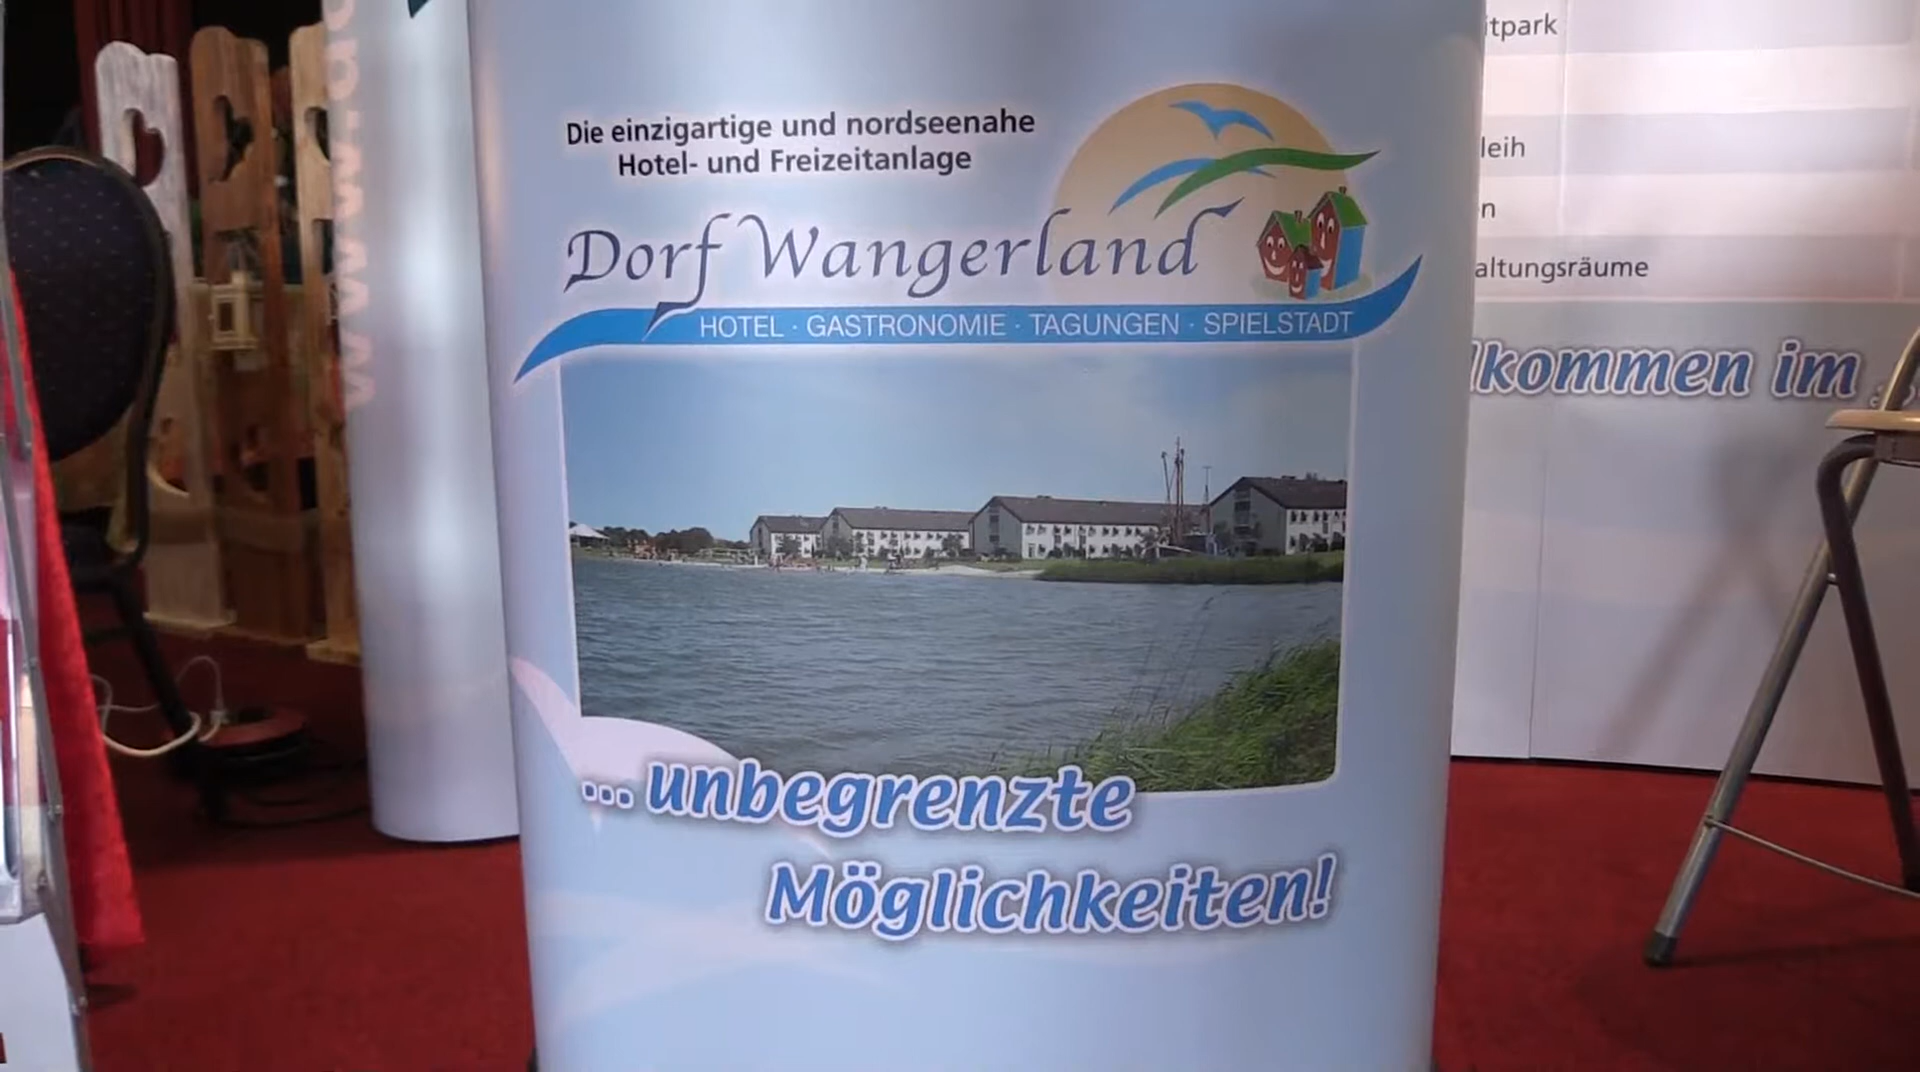 Die einzigartige und nordseenahe
Hotel- und Freizeitanlage
Dorf Wangerland
HOTEL · GASTRONOMIE · TAGUNGEN · SPIELSTADT
... unbegrenzte
Möglichkeiten!
itpark
leih
n
altungsräume
lkommen im
www